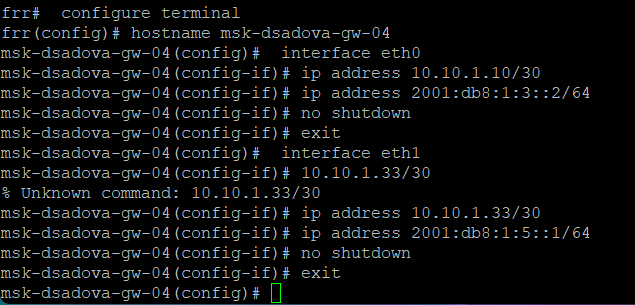 frr#  configure terminal
frr(config)# hostname msk-dsadova-gw-04
msk-dsadova-gw-04(config)#  interface eth0
msk-dsadova-gw-04(config-if)# ip address 10.10.1.10/30
msk-dsadova-gw-04(config-if)# ip address 2001:db8:1:3::2/64
msk-dsadova-gw-04(config-if)# no shutdown
msk-dsadova-gw-04(config-if)# exit
msk-dsadova-gw-04(config)#  interface eth1
msk-dsadova-gw-04(config-if)# 10.10.1.33/30
% Unknown command: 10.10.1.33/30
msk-dsadova-gw-04(config-if)# ip address 10.10.1.33/30
msk-dsadova-gw-04(config-if)# ip address 2001:db8:1:5::1/64
msk-dsadova-gw-04(config-if)# no shutdown
msk-dsadova-gw-04(config-if)# exit
msk-dsadova-gw-04(config)#